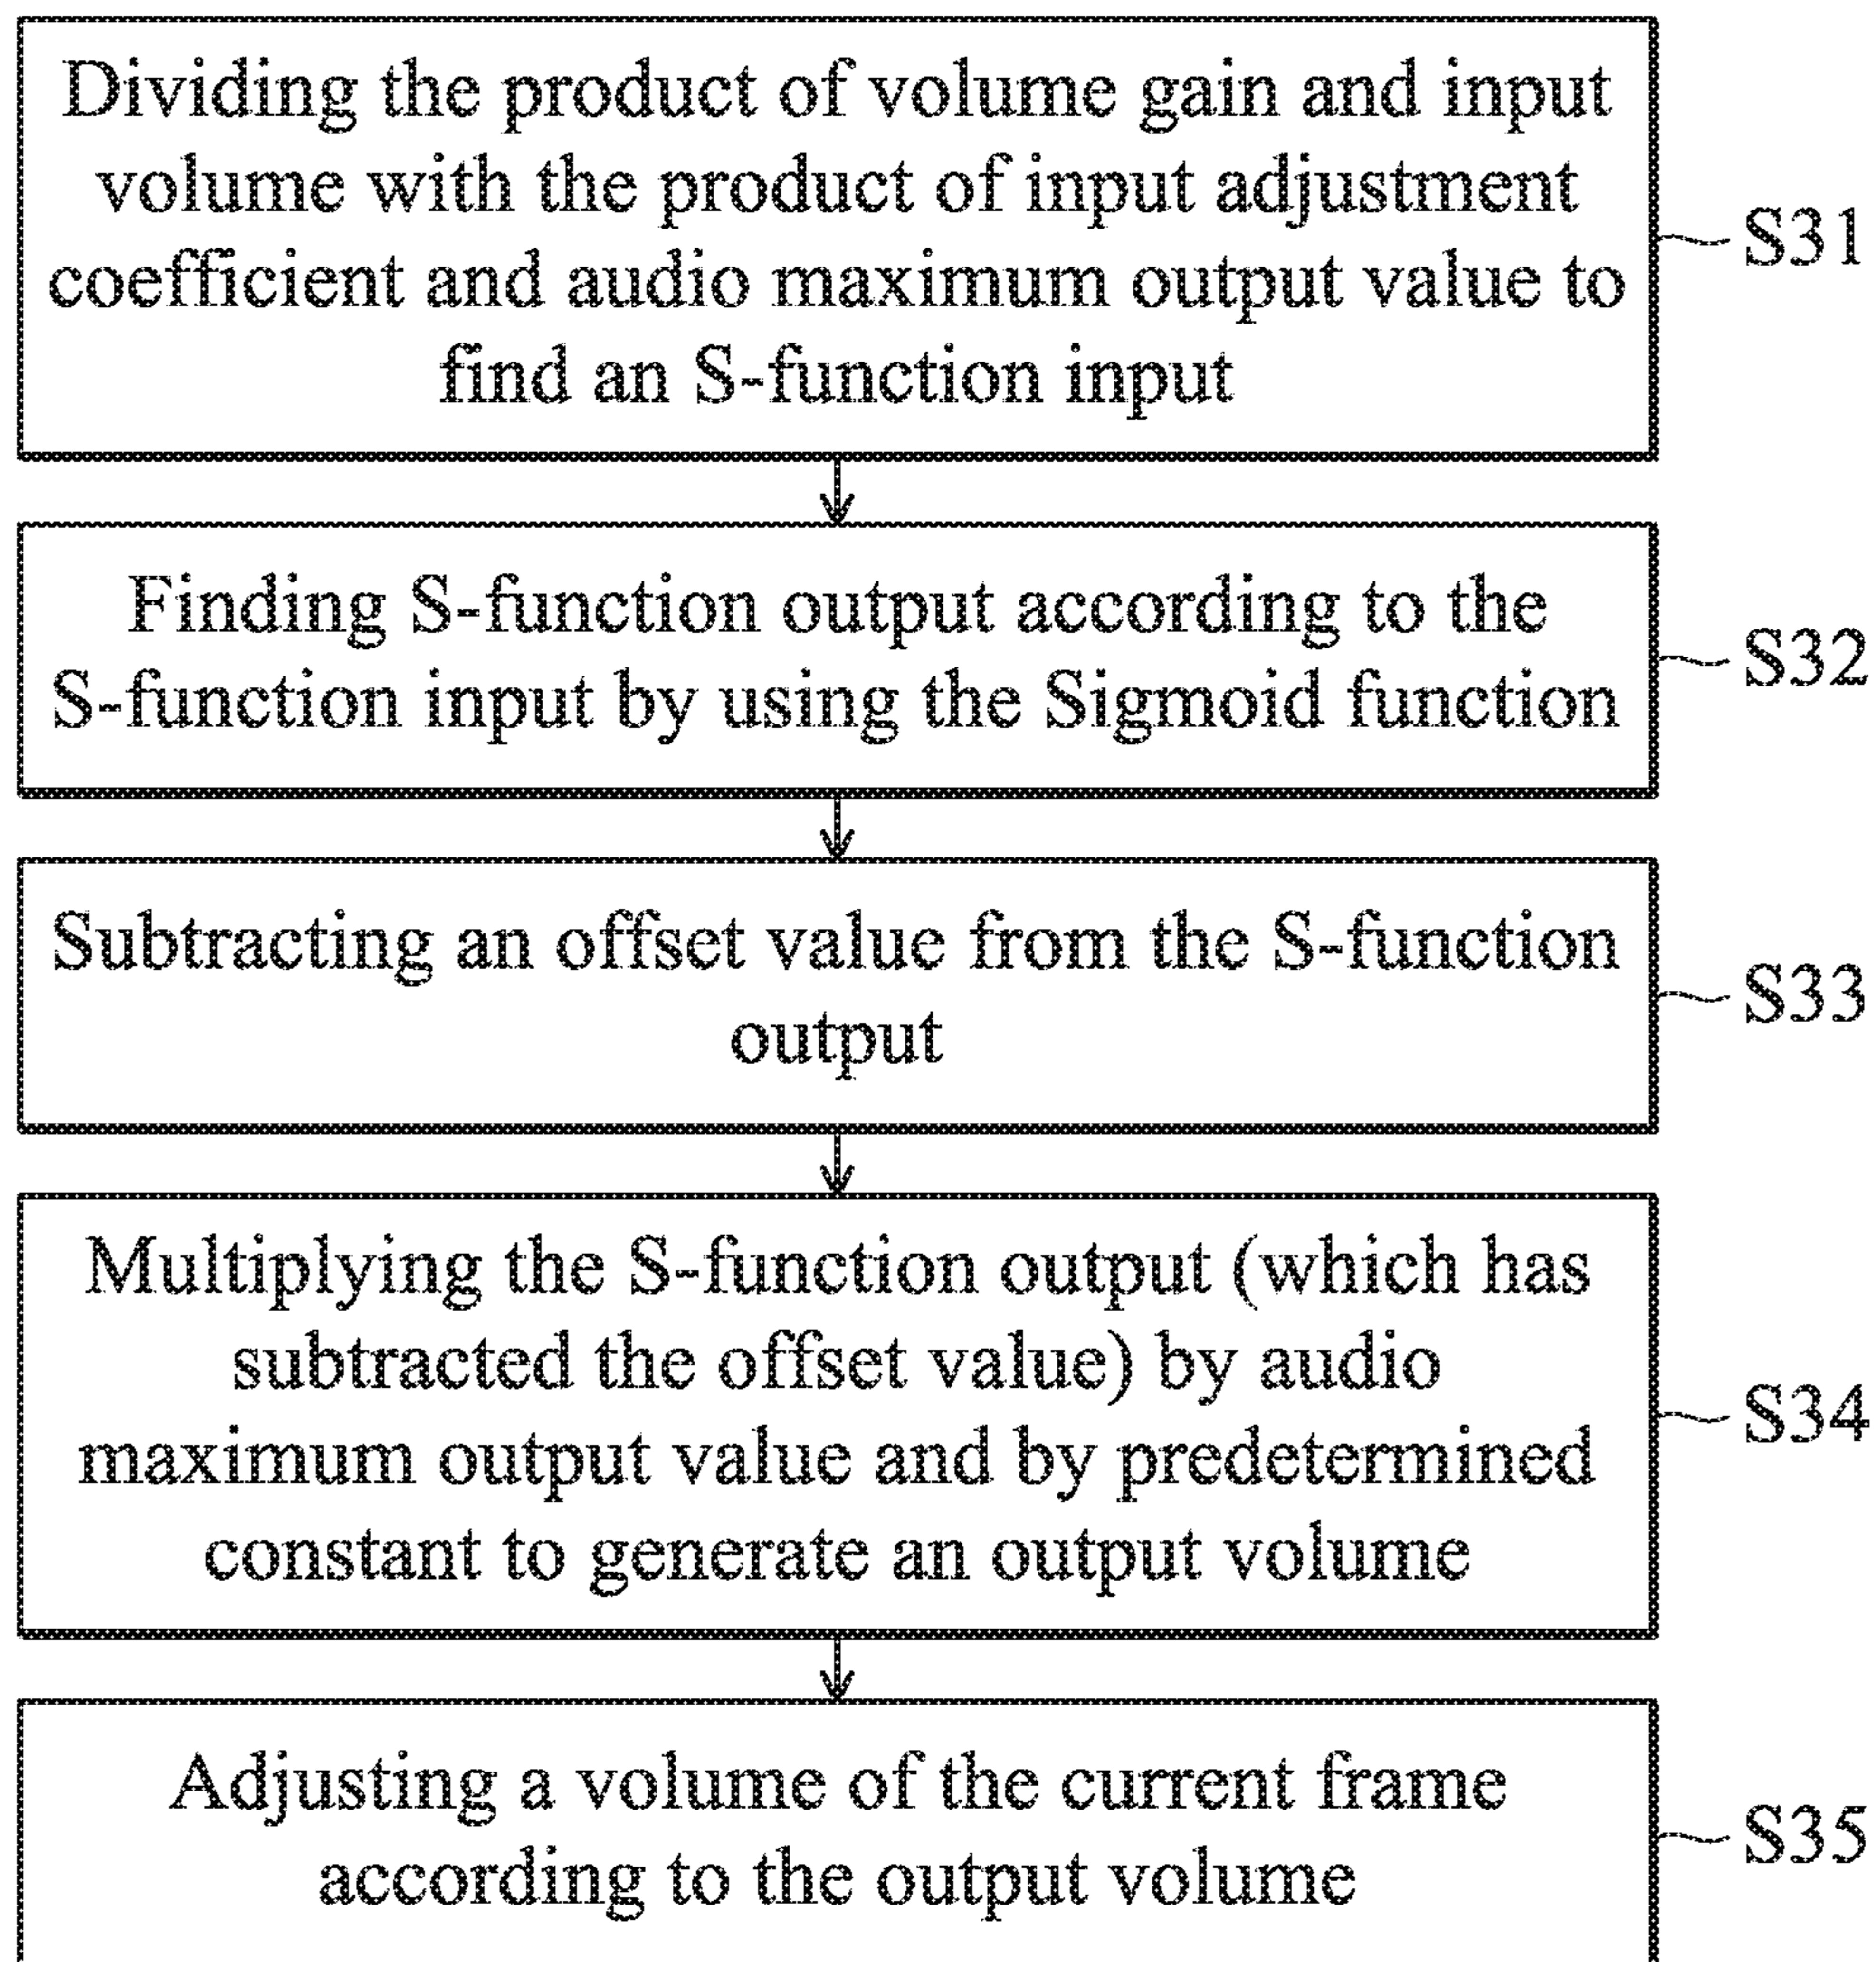 Dividing the product of volume gain and input
volume with the product of input adjustment
coefficient and audio maximum output value to
find an S-function input
S31
Finding S-function output according to the
S-function input by using the Sigmoid function
S32
Subtracting an offset value from the S-function
output
S33
Multiplying the S-function output (which has
subtracted the offset value) by audio
maximum output value and by predetermined
constant to generate an output volume
S34
Adjusting a volume of the current frame
according to the output volume
S35